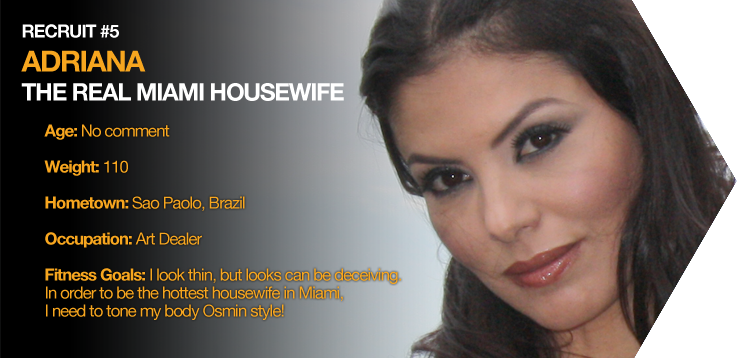 RECRUIT #5
ADRIANA
THE REAL MIAMI HOUSEWIFE
Age: No comment
Weight: 110
Hometown: Sao Paolo, Brazil
Occupation: Art Dealer
Fitness Goals: I look thin, but looks can be deceiving.
In order to be the hottest housewife in Miami,
I need to tone my body Osmin style!